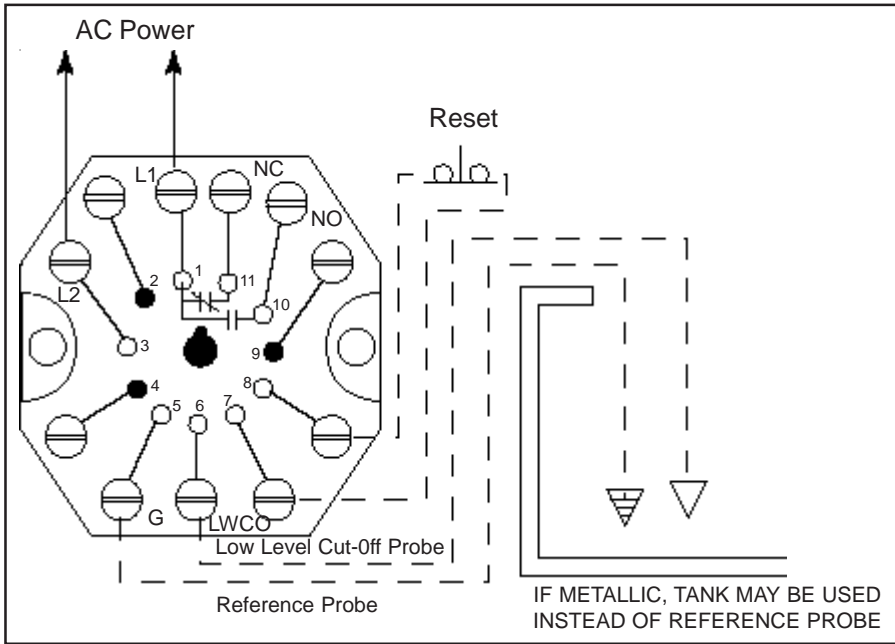 AC Power
Reset
L1
NC
NO
L2
1
11
2
10
3
9
4
8
5
6
7
G
LWCO
Low Level Cut-0ff Probe
Reference Probe
IF METALLIC, TANK MAY BE USED
INSTEAD OF REFERENCE PROBE